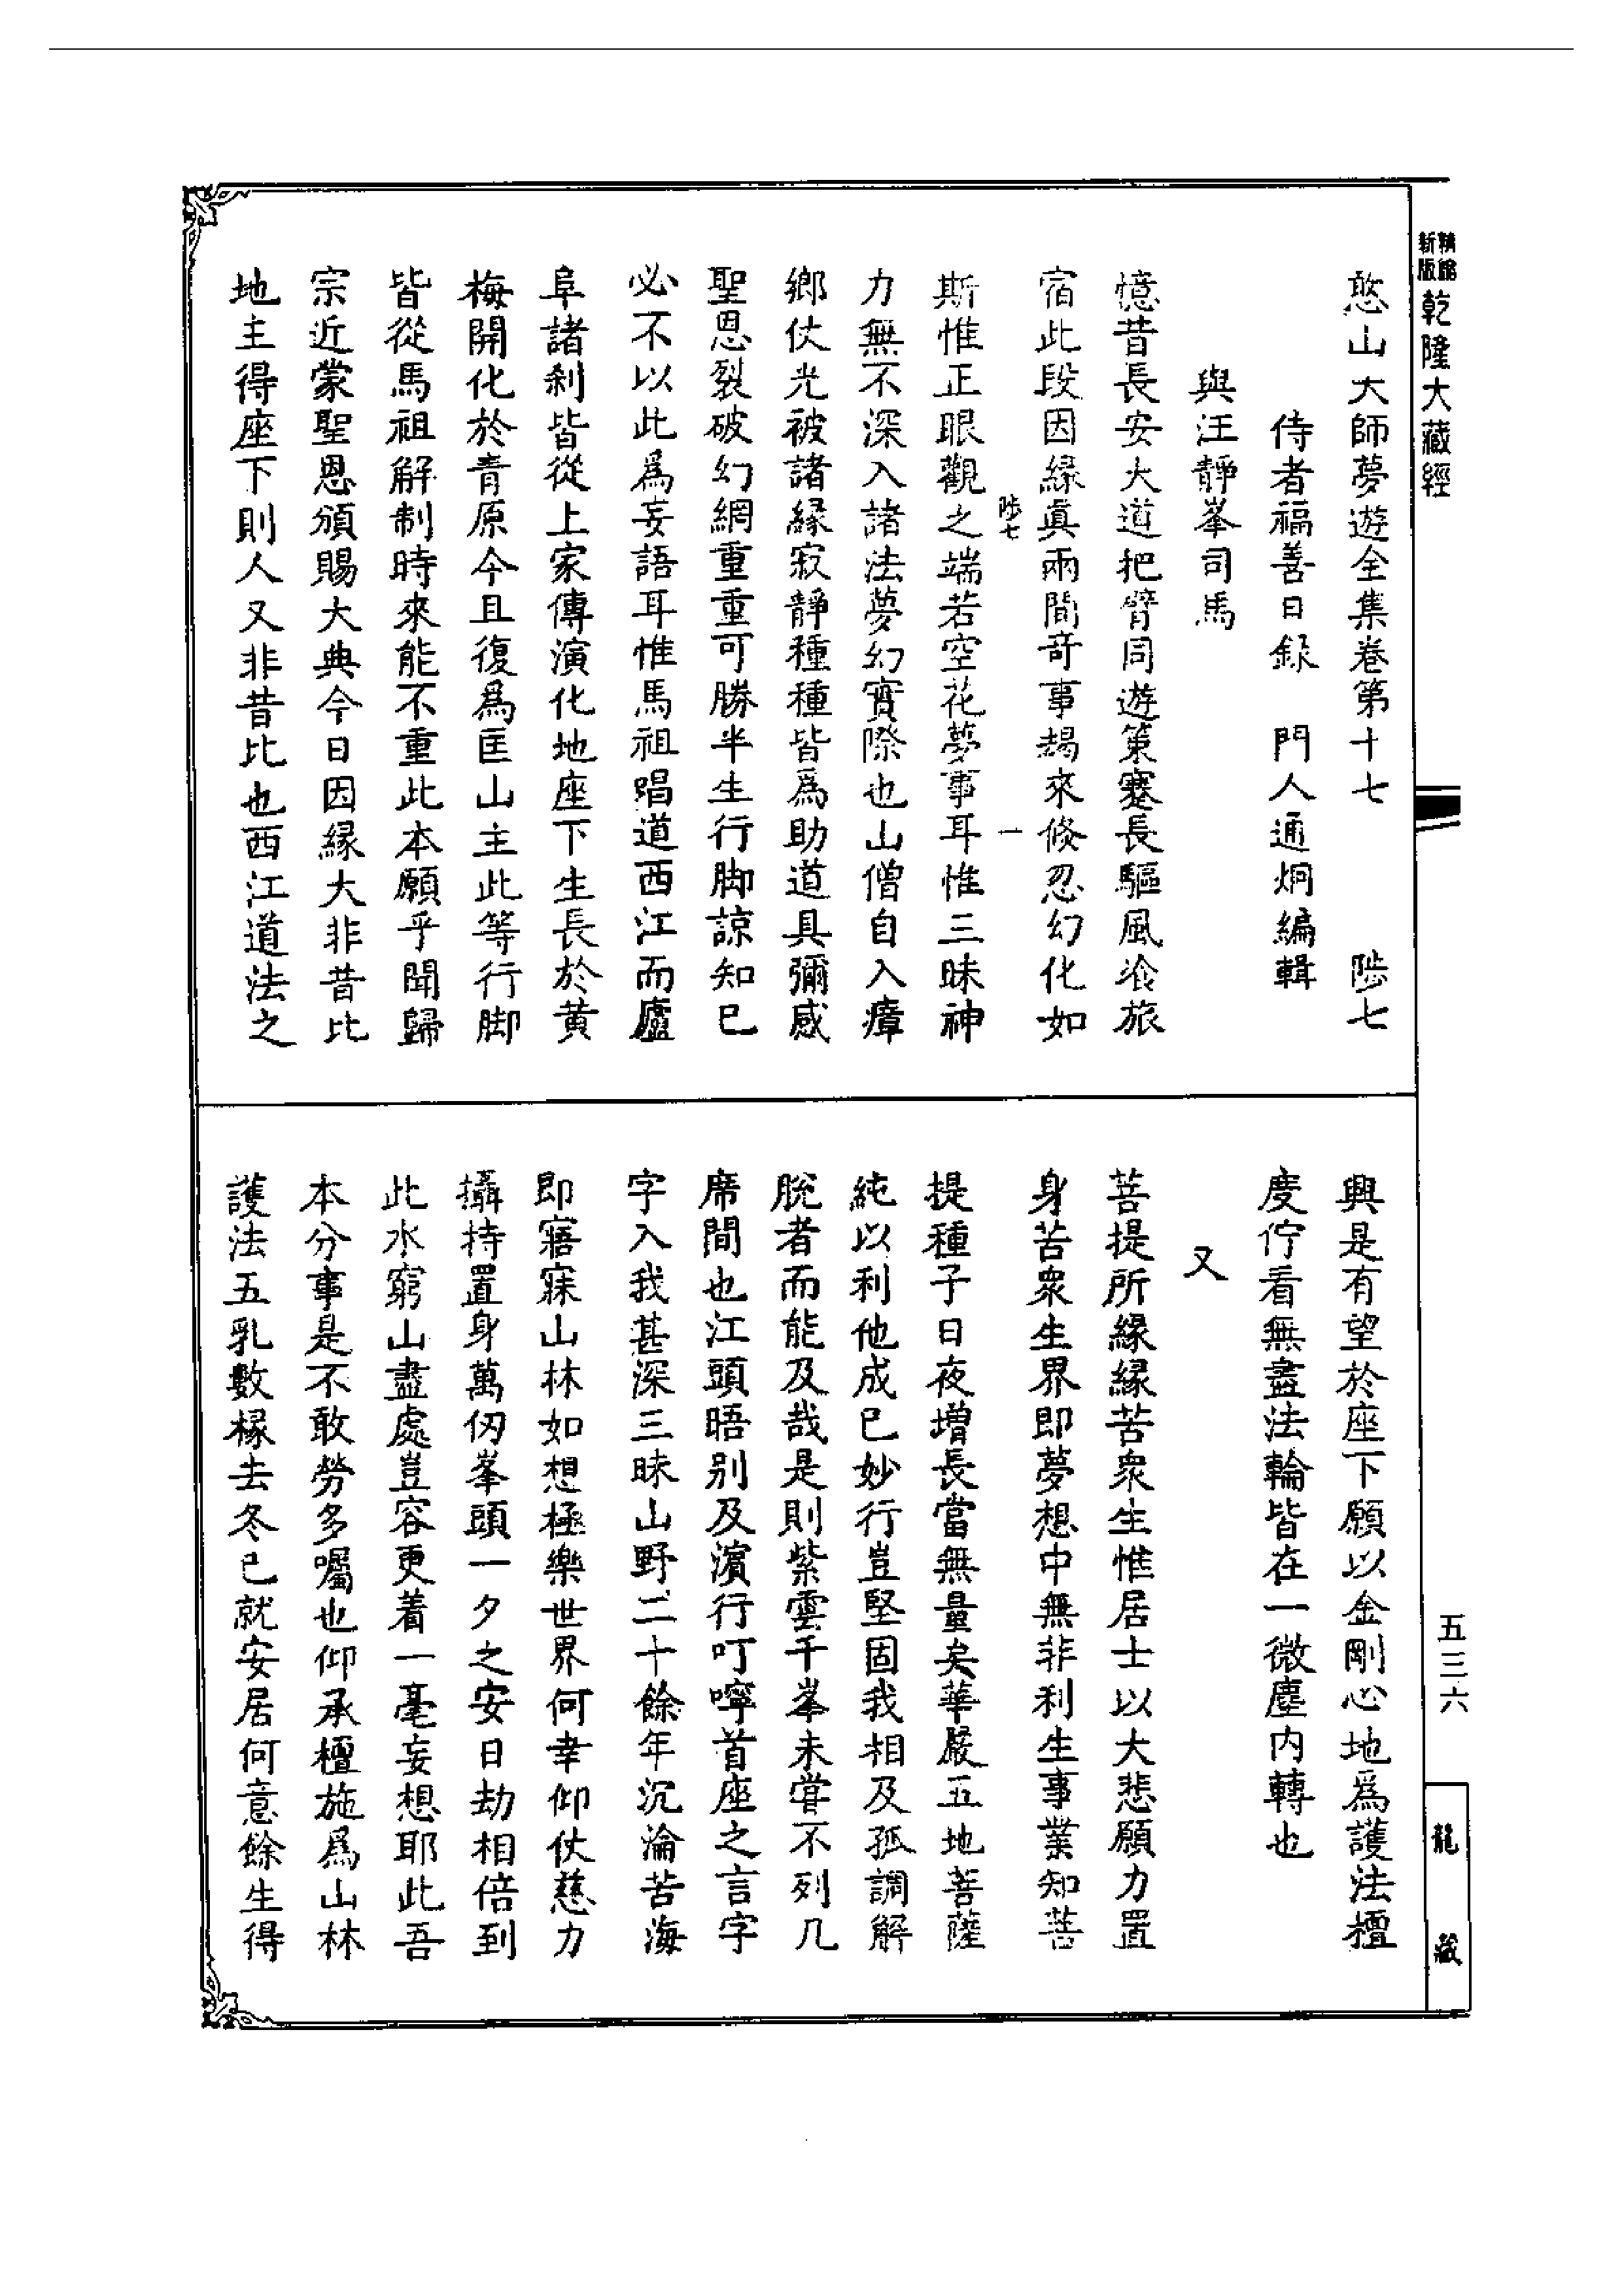 新版精縮乾隆大藏經
憨山大師夢遊全集卷第十七　陟七
侍者福善日錄　門人通炯編輯
與汪靜峯司馬
憶昔長安大道把臂同遊策蹇長驅風飡旅
宿此段因緣真兩間奇事朅來倐忽幻化如
陟七　一
斯惟正眼觀之端若空花夢事耳惟三昧神
力無不深入諸法夢幻實際也山僧自入瘴
鄉仗光被諸緣寂靜種種皆為助道具彌感
聖恩裂破幻網重重可勝半生行脚諒知已
必不以此為妄語耳惟馬祖唱道西江而廬
阜諸剎皆從上家傳演化地座下生長於黃
梅開化於青原今且復為匡山主此等行脚
皆從馬祖解制時來能不重此本願乎聞歸
宗近蒙聖恩頒賜大典今日因緣大非昔比
地主得座下則人又非昔比也西江道法之
興是有望於座下願以金剛心地為護法檀
度佇看無盡法輪皆在一微塵內轉也
又
菩提所緣緣苦衆生惟居士以大悲願力置
身苦衆生界即夢想中無非利生事業知菩
提種子日夜增長當無量矣華嚴五地菩薩
純以利他成已妙行豈堅固我相及孤調解
脫者而能及哉是則紫雲千峯未嘗不列几
席間也江頭晤別及濵行叮嚀首座之言字
字入我甚深三昧山野二十餘年沉淪苦海
即寤寐山林如想極樂世界何幸仰仗慈力
攝持置身萬仞峯頭一夕之安日劫相倍到
此水窮山盡處豈容更着一毫妄想耶此吾
本分事是不敢勞多囑也仰承檀施為山林
護法五乳數椽去冬已就安居何意餘生得
五三六
龍藏